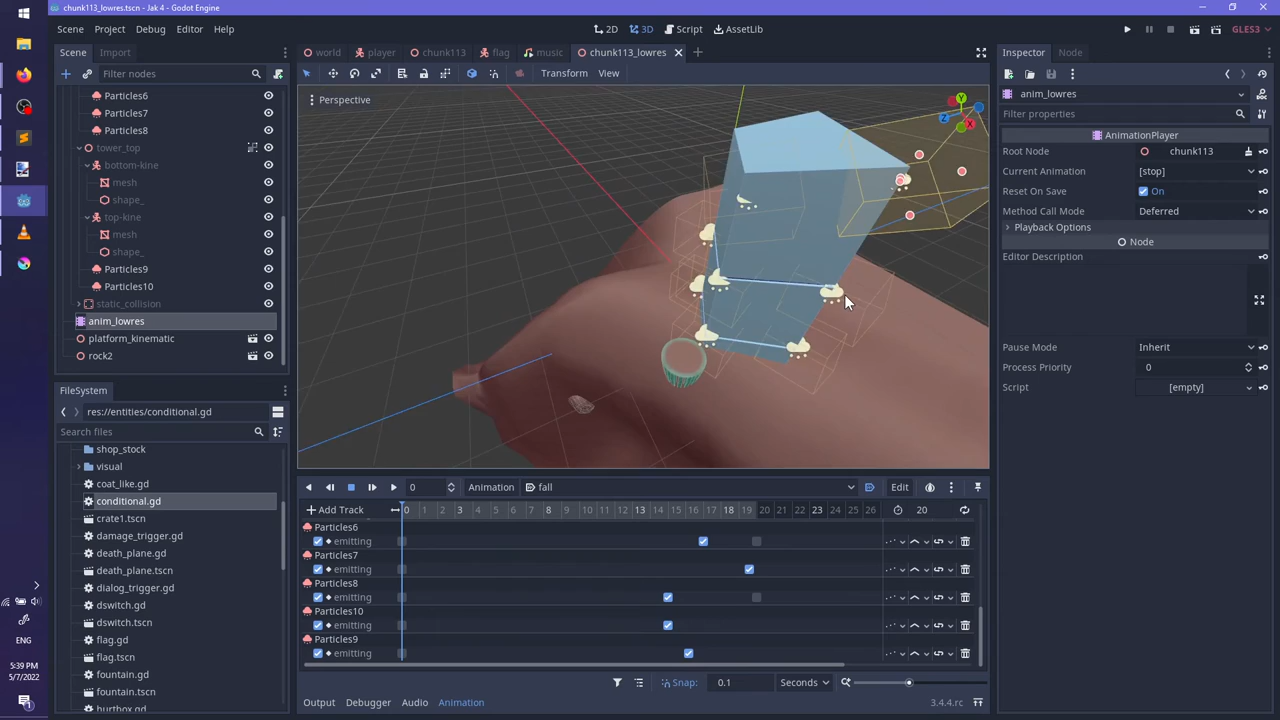 chunk113_lowres.tscn - Jak 4 - Godot Engine
Scene Project Debug Editor Help
2D 3D Script AssetLib
GLES3
Scene Import
world player chunk113 flag music chunk113_lowres
Inspector Node
Filter nodes
Transform View
Particles6
Particles7
Particles8
tower_top
bottom-kine
mesh
shape_
top-kine
mesh
shape_
Particles9
Particles10
static_collision
anim_lowres
platform_kinematic
rock2
Perspective
Y
Z
X
anim_lowres
Filter properties
AnimationPlayer
Root Node chunk113
Current Animation [stop]
Reset On Save On
Method Call Mode Deferred
Playback Options
Node
Editor Description
Pause Mode Inherit
Process Priority 0
Script [empty]
FileSystem
res://entities/conditional.gd
Search files
shop_stock
visual
coat_like.gd
conditional.gd
crate1.tscn
damage_trigger.gd
death_plane.gd
death_plane.tscn
dialog_trigger.gd
dswitch.gd
dswitch.tscn
flag.gd
flag.tscn
fountain.gd
fountain.tscn
hurtbox.gd
0 Animation fall Edit
Add Track 0 1 2 3 4 5 6 7 8 9 10 11 12 13 14 15 16 17 18 19 20 21 22 23 24 25 26 20
Particles6
emitting
Particles7
emitting
Particles8
emitting
Particles10
emitting
Particles9
emitting
Snap: 0.1 Seconds
Output Debugger Audio Animation 3.4.4.rc
ENG
5:39 PM
5/7/2022